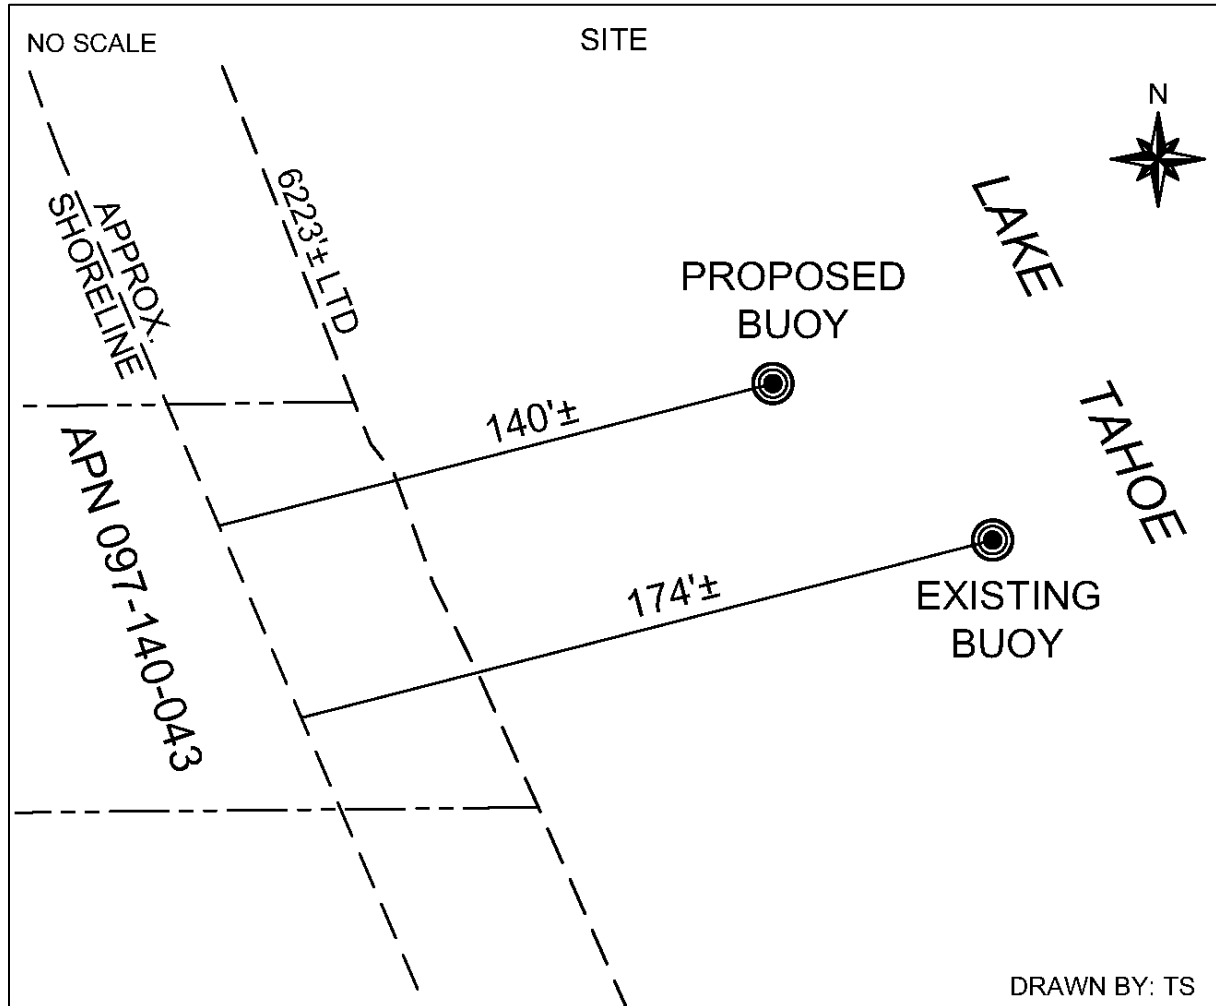 NO SCALE
SITE
N
APPROX.
SHORELINE
6223'± LTD
LAKE
TAHOE
PROPOSED
BUOY
140'±
APN 097-140-043
174'±
EXISTING
BUOY
DRAWN BY: TS